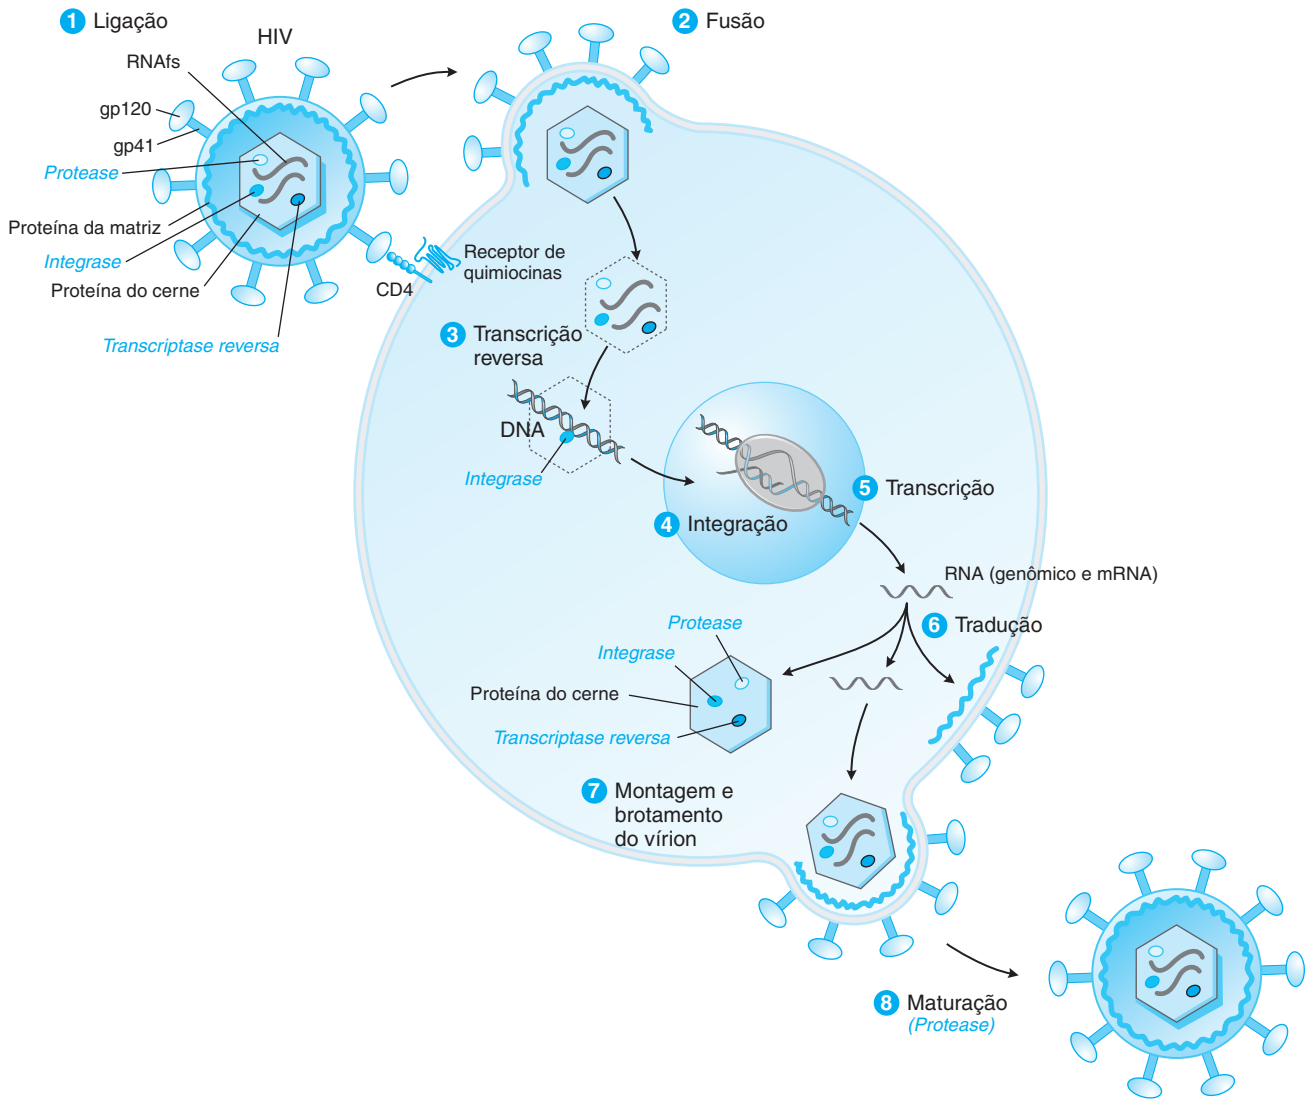 1 Ligação
HIV
RNAfs
gp120
gp41
Protease
Proteína da matriz
Integrase
Proteína do cerne
Transcriptase reversa
CD4
Receptor de
quimiocinas
2 Fusão
3 Transcrição
reversa
DNA
Integrase
4 Integração
5 Transcrição
RNA (genômico e mRNA)
6 Tradução
Protease
Integrase
Proteína do cerne
Transcriptase reversa
7 Montagem e
brotamento
do vírion
8 Maturação
(Protease)